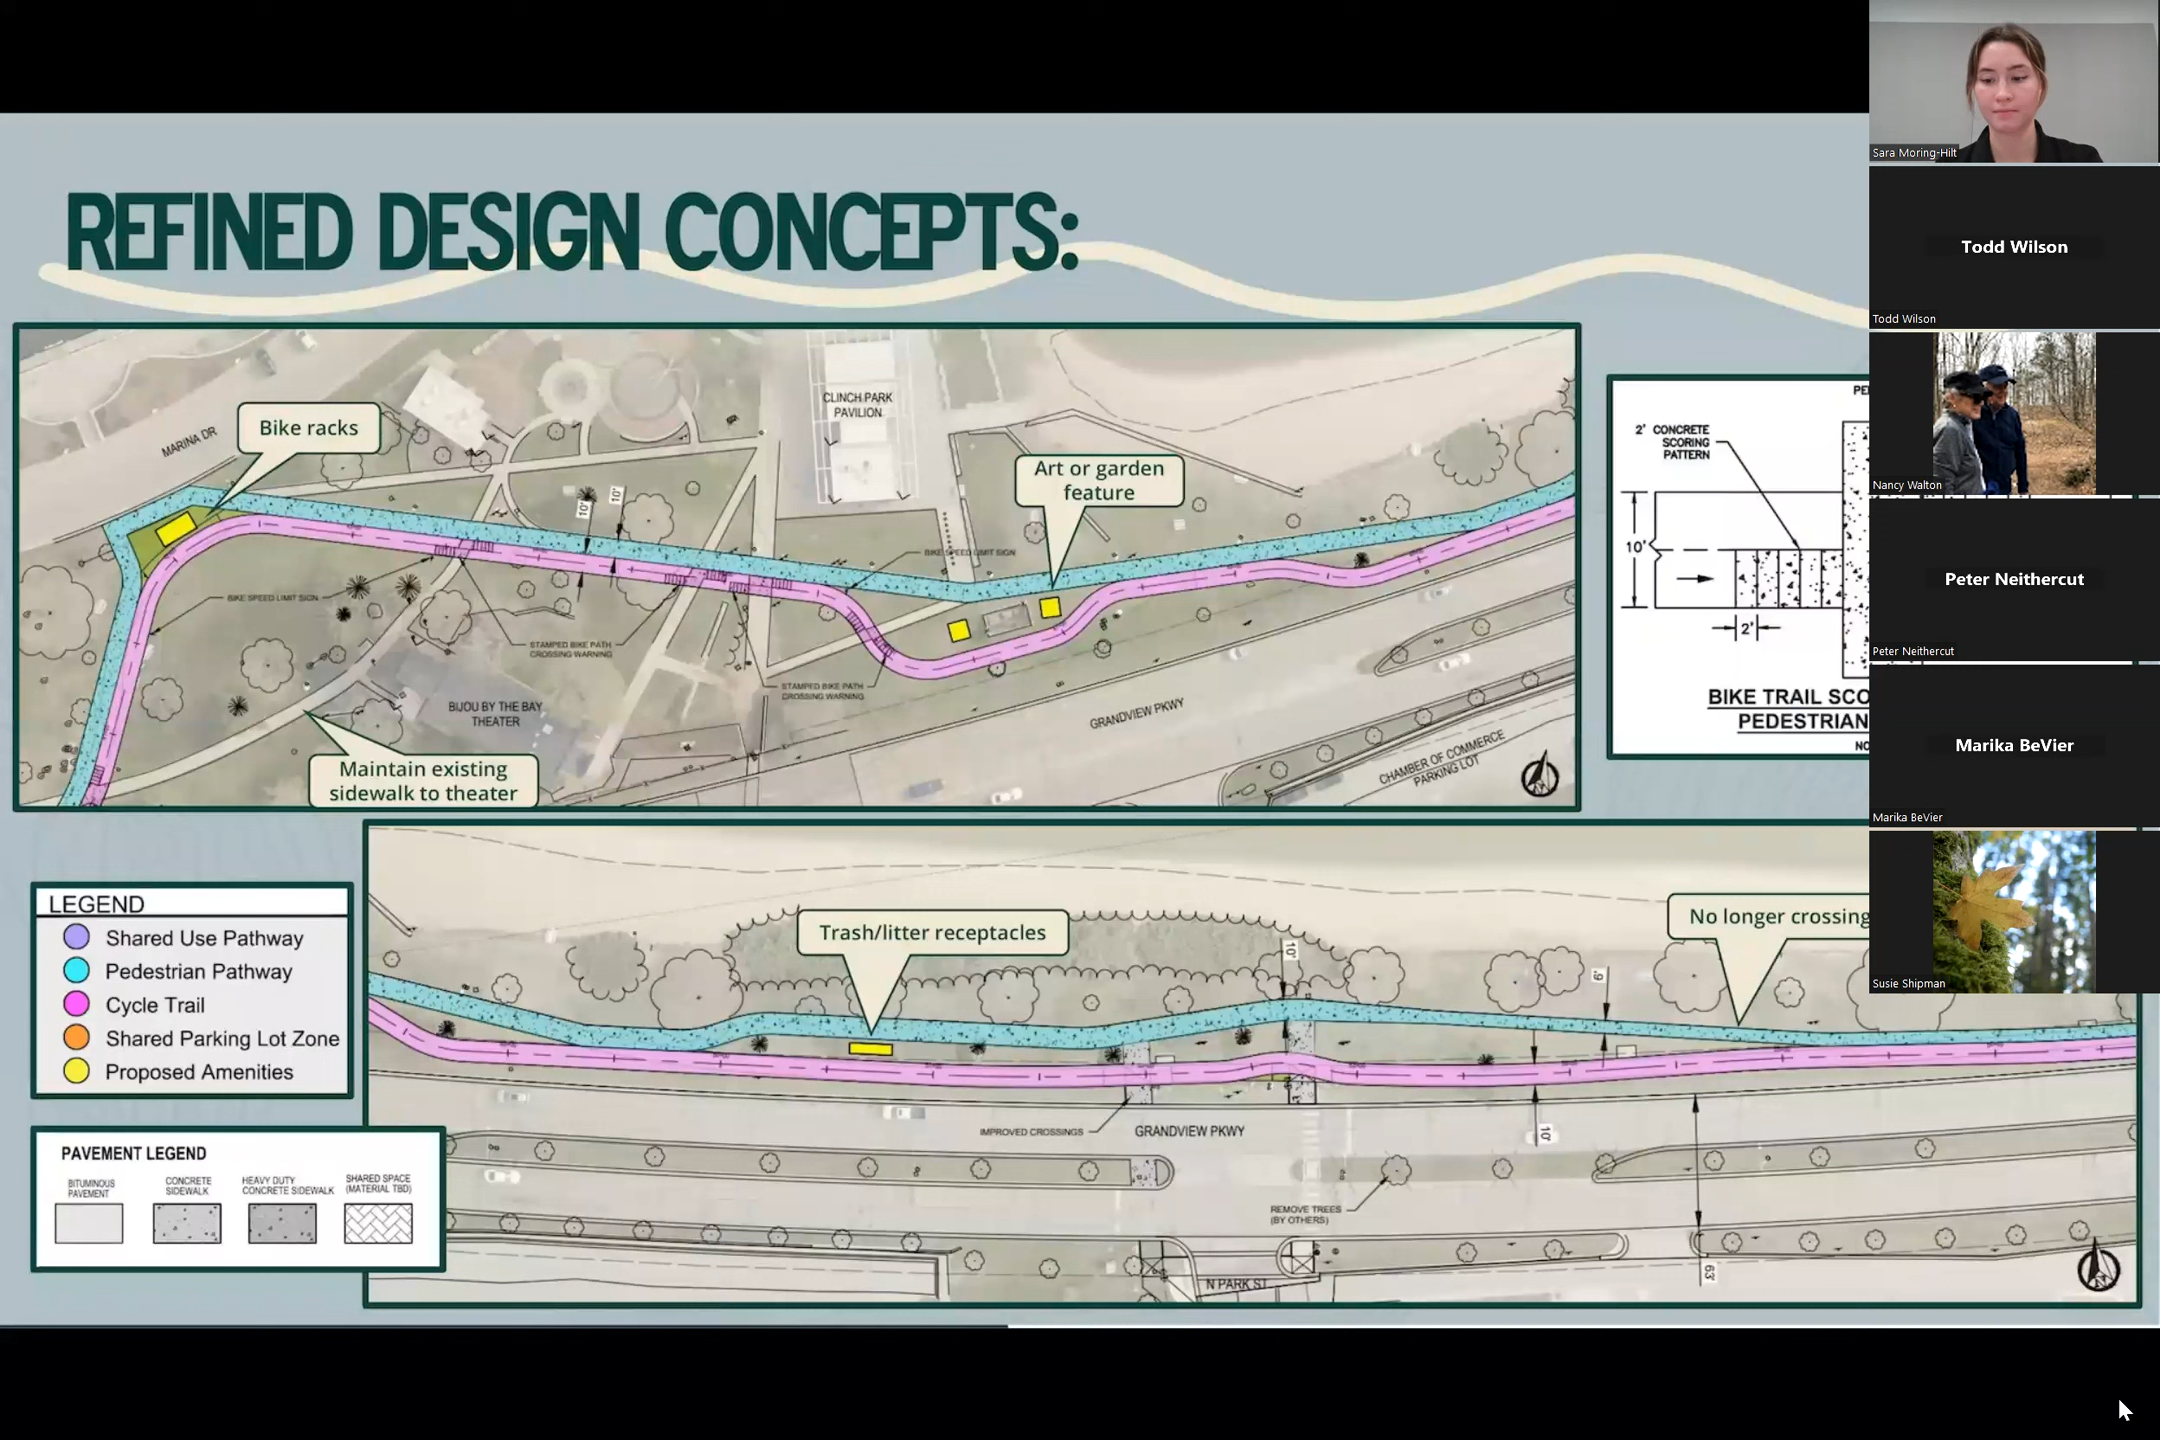 REFINED DESIGN CONCEPTS:
MARINA DR
Bike racks
CLINCH PARK
PAVILION
Art or garden
feature
10'
10'
BIKE SPEED LIMIT SIGN
BIKE SPEED LIMIT SIGN
STAMPED BIKE PATH
CROSSING WARNING
STAMPED BIKE PATH
CROSSING WARNING
BIJOU BY THE BAY
THEATER
GRANDVIEW PKWY
CHAMBER OF COMMERCE
PARKING LOT
Maintain existing
sidewalk to theater
2' CONCRETE
SCORING
PATTERN
10'
2'
BIKE TRAIL SCO
PEDESTRIAN
LEGEND
Shared Use Pathway
Pedestrian Pathway
Cycle Trail
Shared Parking Lot Zone
Proposed Amenities
PAVEMENT LEGEND
BITUMINOUS
PAVEMENT
CONCRETE
SIDEWALK
HEAVY DUTY
CONCRETE SIDEWALK
SHARED SPACE
(MATERIAL TBD)
Trash/litter receptacles
No longer crossing
10'
9'
10'
63'
IMPROVED CROSSINGS
GRANDVIEW PKWY
REMOVE TREES
(BY OTHERS)
N PARK ST
Sara Moring-Hilt
Todd Wilson
Todd Wilson
Nancy Walton
Peter Neithercut
Peter Neithercut
Marika BeVier
Marika BeVier
Susie Shipman